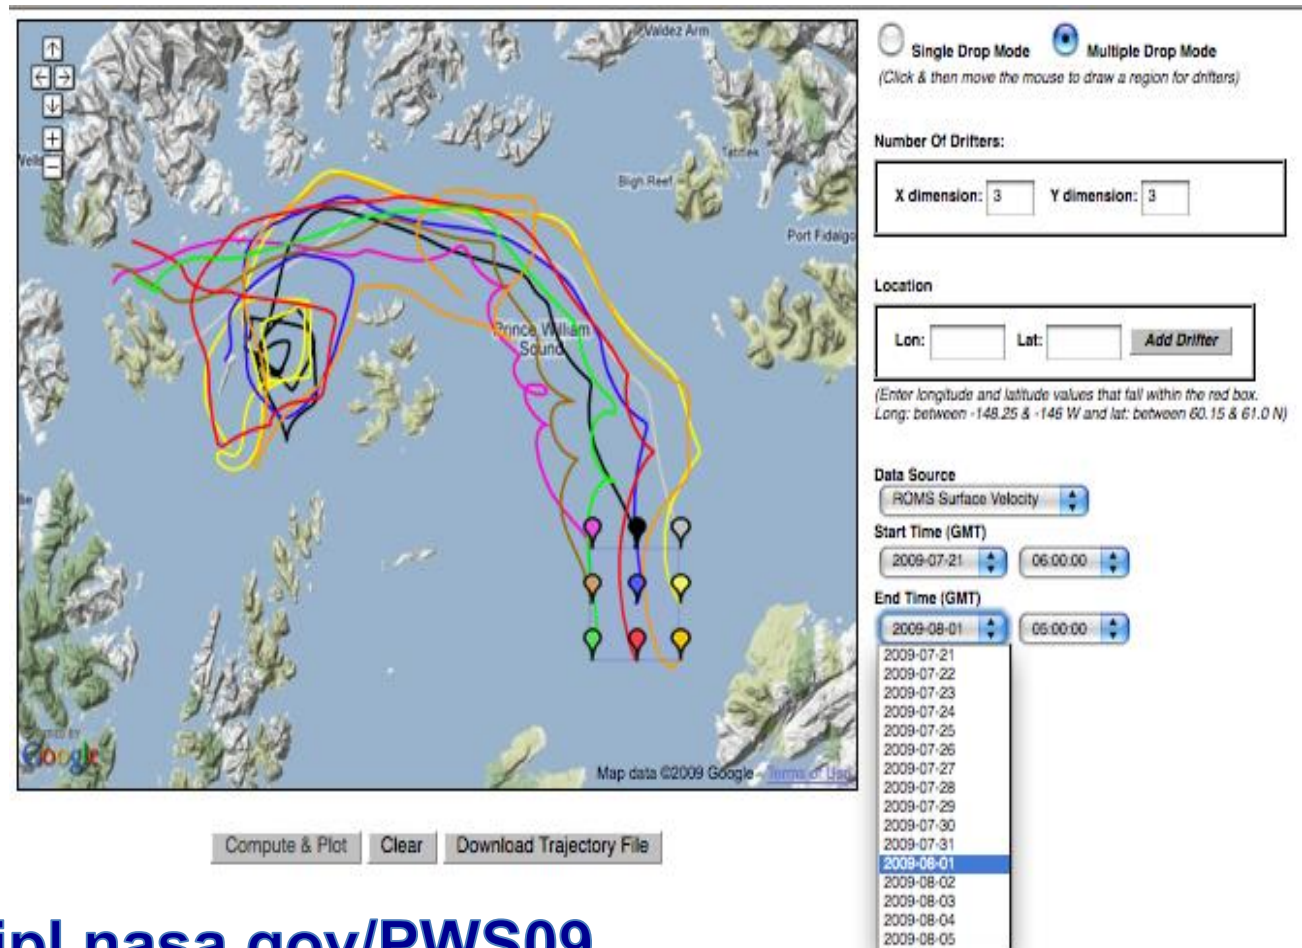 Valdez Arm
Tatitlek
Bligh Reef
Port Fidalgo
Prince William
Sound
POWERED BY
Google
Map data ©2009 Google - Terms of Use
Compute & Plot
Clear
Download Trajectory File
Single Drop Mode
Multiple Drop Mode
(Click & then move the mouse to draw a region for drifters)
Number Of Drifters:
X dimension: 3
Y dimension: 3
Location
Lon:
Lat:
Add Drifter
(Enter longitude and latitude values that fall within the red box.
Long: between -148.25 & -146 W and lat: between 60.15 & 61.0 N)
Data Source
ROMS Surface Velocity
Start Time (GMT)
2009-07-21
06:00:00
End Time (GMT)
2009-08-01
05:00:00
2009-07-21
2009-07-22
2009-07-23
2009-07-24
2009-07-25
2009-07-26
2009-07-27
2009-07-28
2009-07-29
2009-07-30
2009-07-31
2009-08-01
2009-08-02
2009-08-03
2009-08-04
2009-08-05
jpl.nasa.gov/PWS09